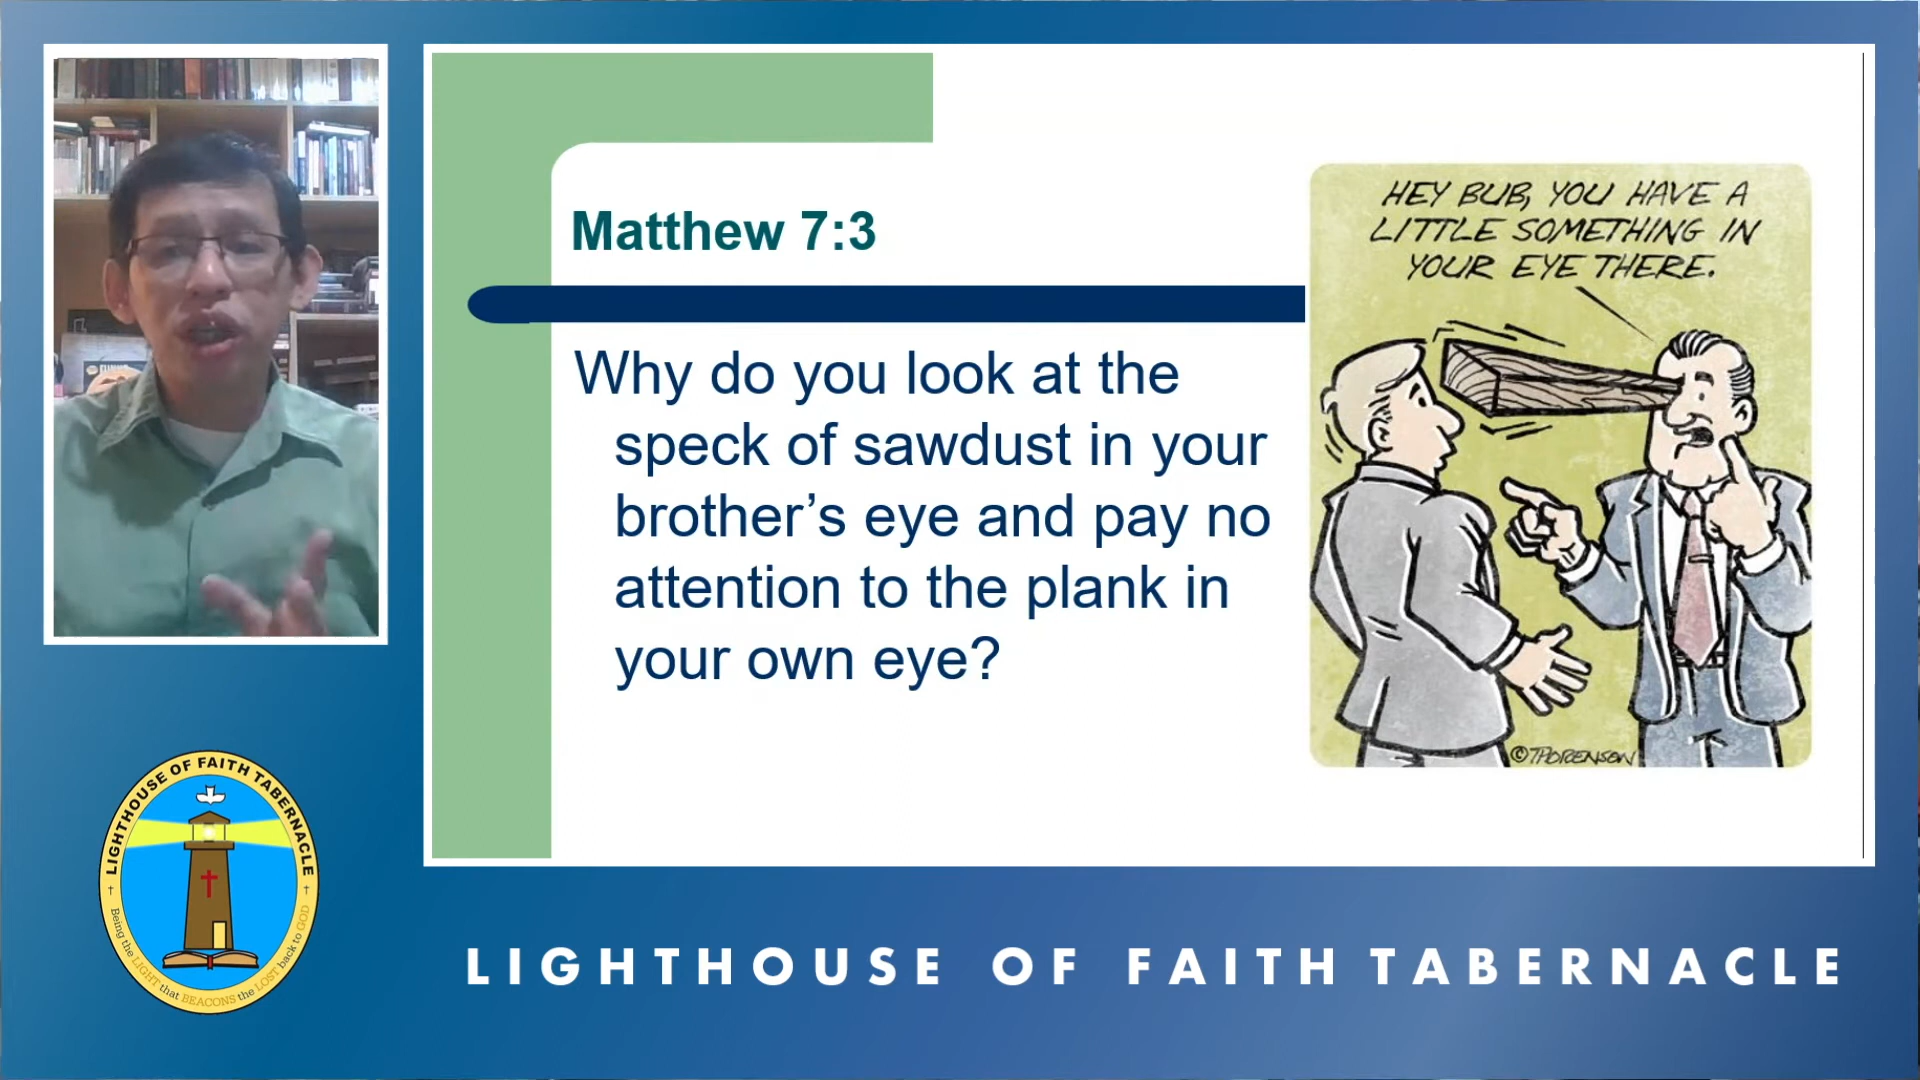 Matthew 7:3
Why do you look at the
speck of sawdust in your
brother’s eye and pay no
attention to the plank in
your own eye?
HEY BUB, YOU HAVE A
LITTLE SOMETHING IN
YOUR EYE THERE.
©THORENSON
LIGHTHOUSE OF FAITH TABERNACLE
Being the LIGHT that BEACONS the LOST back to GOD
LIGHTHOUSE OF FAITH TABERNACLE